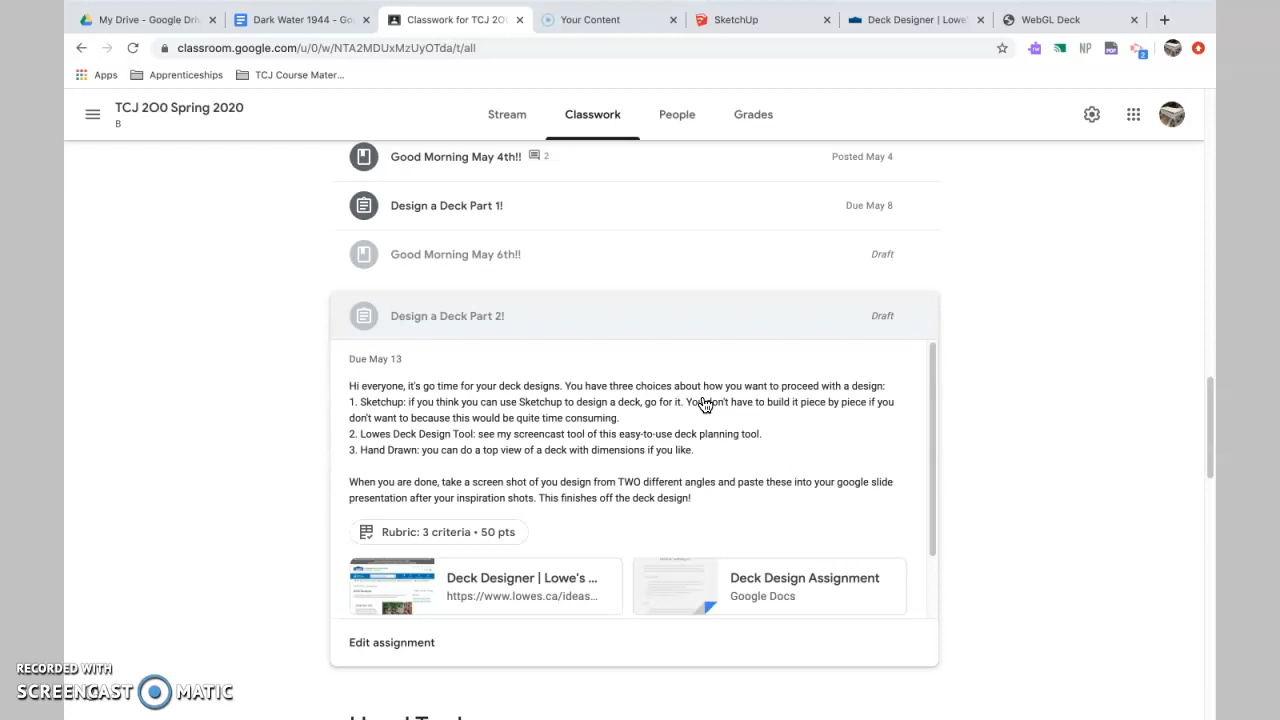 My Drive - Google Dri
Dark Water 1944 - Go
Classwork for TCJ 2O
Your Content
SketchUp
Deck Designer | Lowe'
WebGL Deck
classroom.google.com/u/0/w/NTA2MDUxMzUyOTda/t/all
NP
2
Apps
Apprenticeships
TCJ Course Mater...
TCJ 2O0 Spring 2020
B
Stream
Classwork
People
Grades
Good Morning May 4th!!
2
Posted May 4
Design a Deck Part 1!
Due May 8
Good Morning May 6th!!
Draft
Design a Deck Part 2!
Draft
Due May 13
Hi everyone, it's go time for your deck designs. You have three choices about how you want to proceed with a design:
1. Sketchup: if you think you can use Sketchup to design a deck, go for it. You don't have to build it piece by piece if you
don't want to because this would be quite time consuming.
2. Lowes Deck Design Tool: see my screencast tool of this easy-to-use deck planning tool.
3. Hand Drawn: you can do a top view of a deck with dimensions if you like.
When you are done, take a screen shot of you design from TWO different angles and paste these into your google slide
presentation after your inspiration shots. This finishes off the deck design!
Rubric: 3 criteria • 50 pts
Deck Designer | Lowe's ...
https://www.lowes.ca/ideas...
Deck Design Assignment
Google Docs
Edit assignment
RECORDED WITH
SCREENCAST MATIC